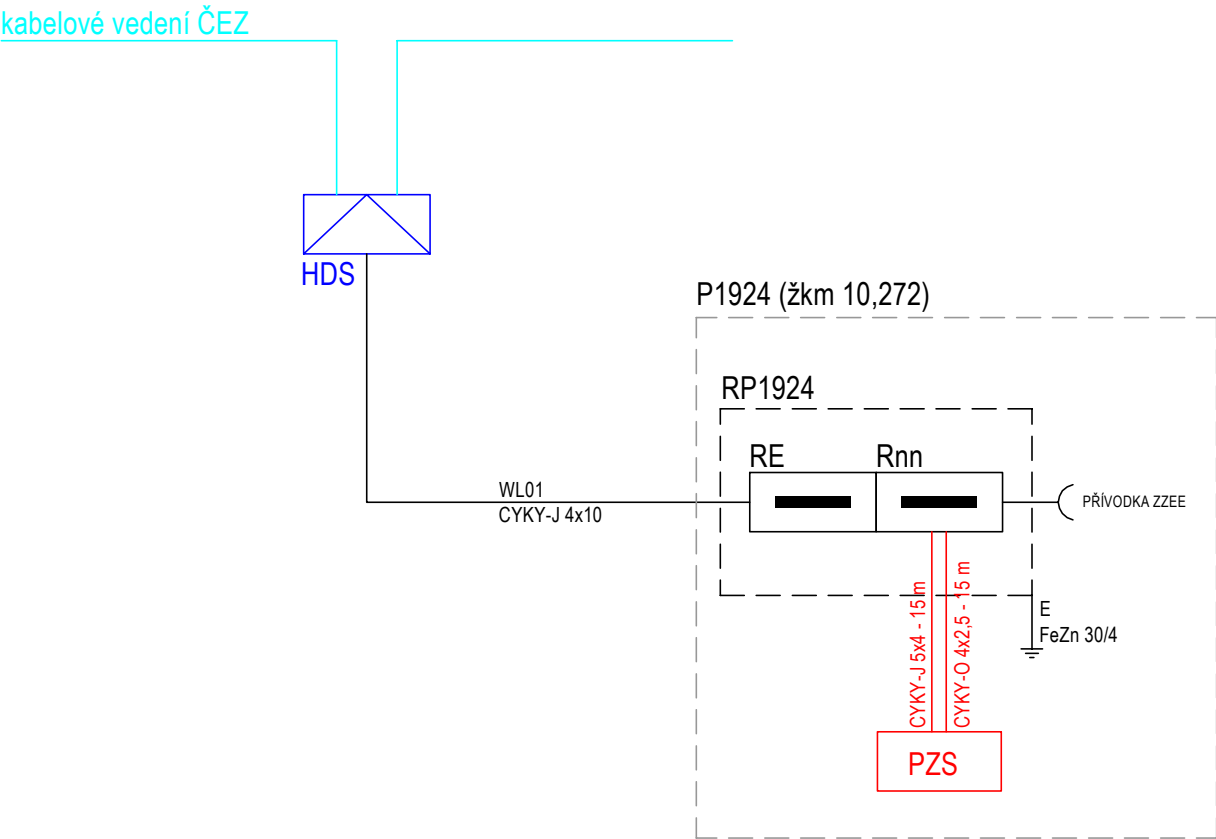 kabelové vedení ČEZ
HDS
P1924 (žkm 10,272)
RP1924
RE
Rnn
WL01
CYKY-J 4x10
PŘÍVODKA ZZEE
CYKY-J 5x4 - 15 m
CYKY-O 4x2,5 - 15 m
E
FeZn 30/4
PZS